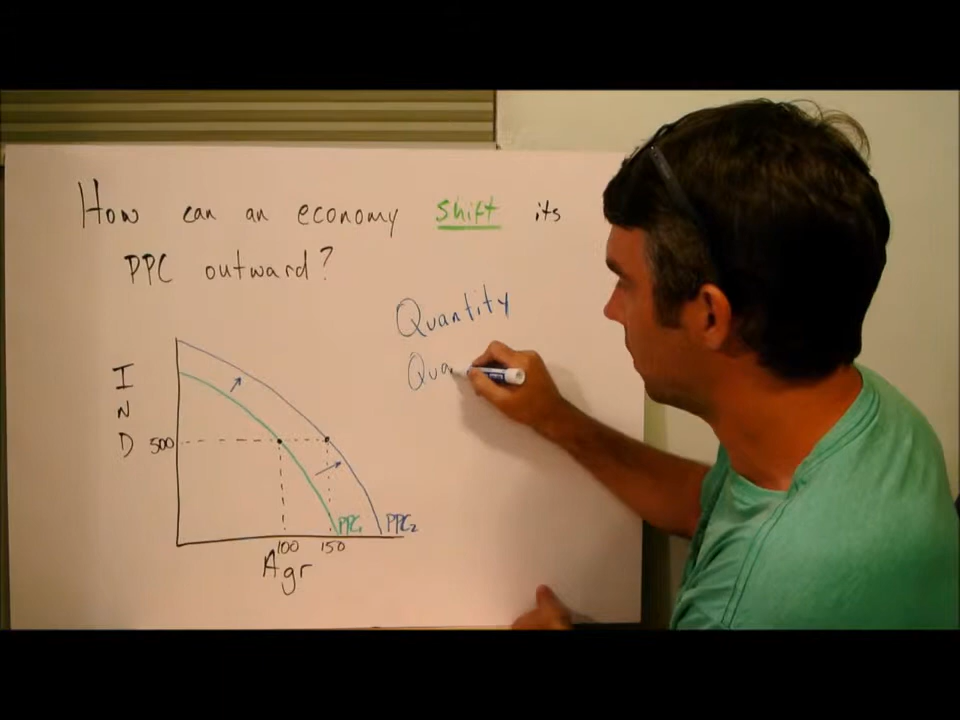 How can an economy shift its
PPC outward?
Quantity
Qua
I
N
D
500
PPC1
PPC2
100
150
Agr